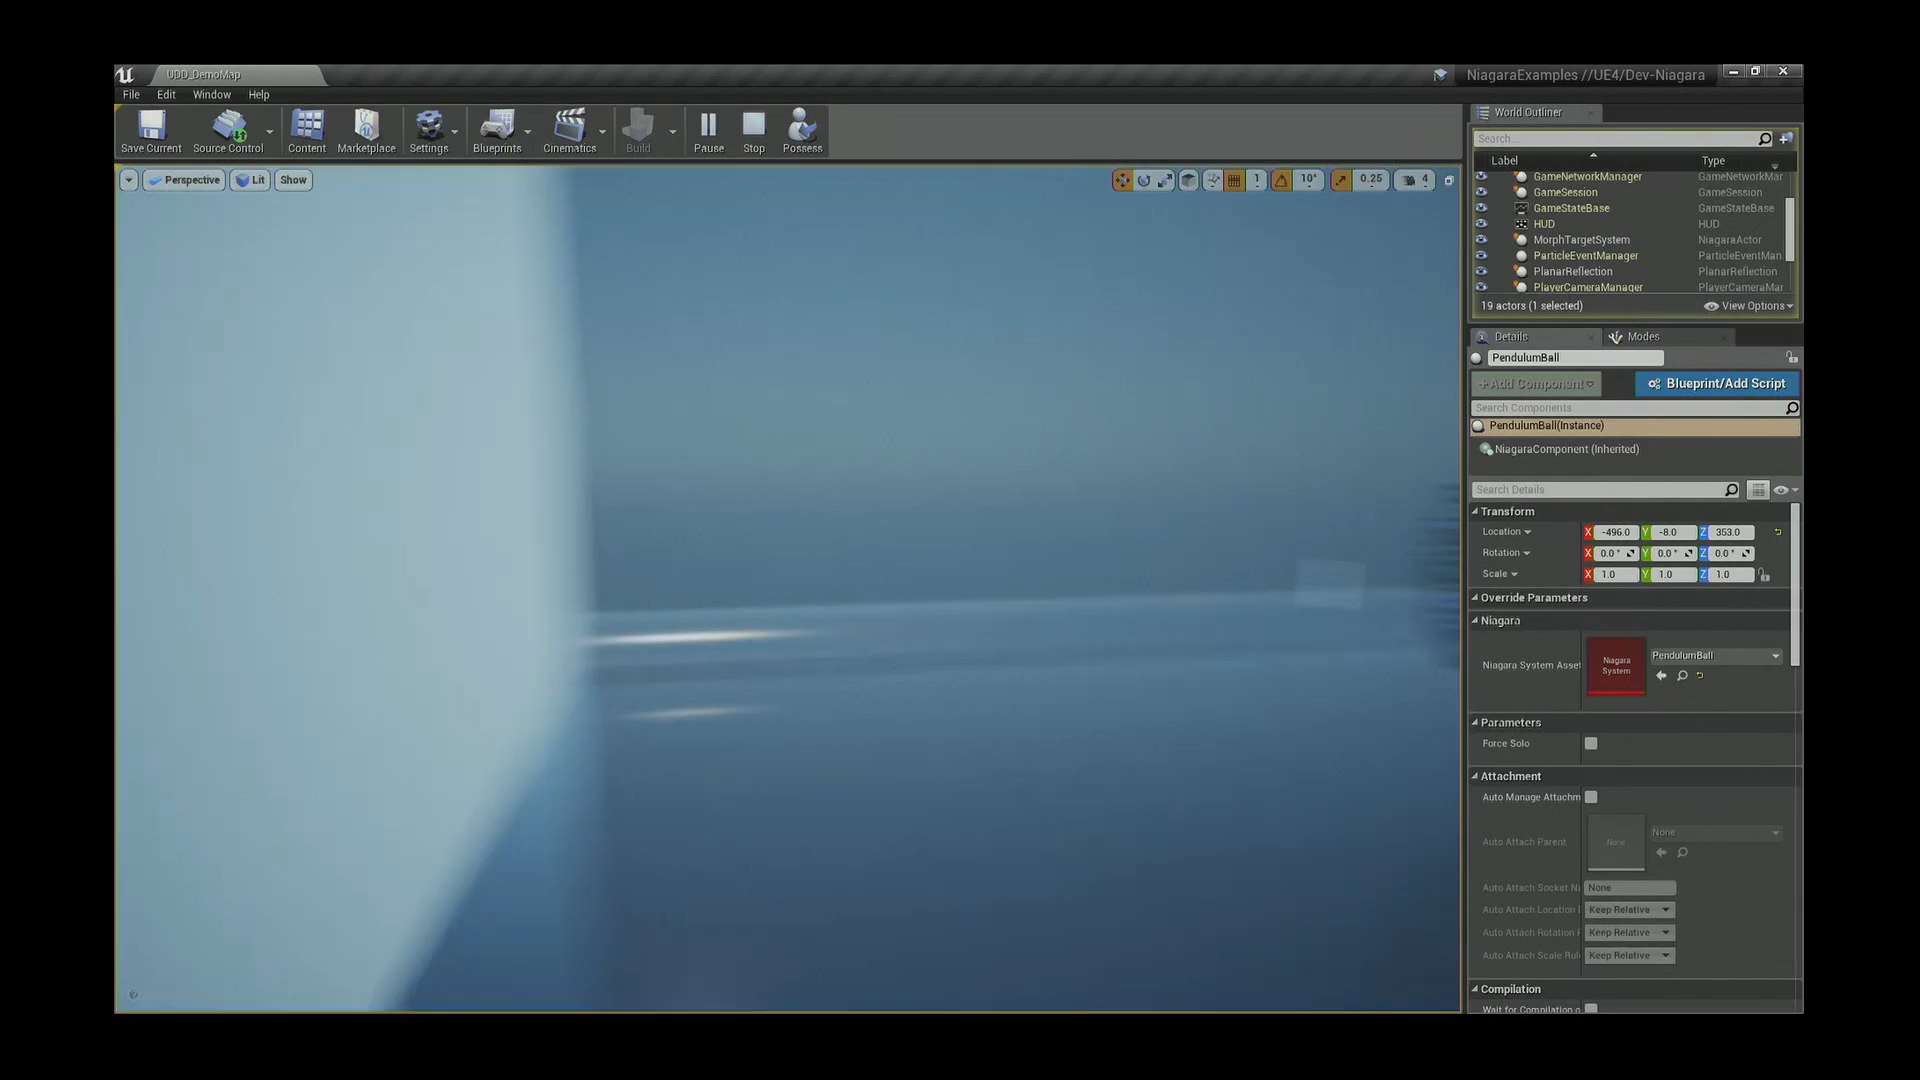 UDD_DemoMap
NiagaraExamples //UE4/Dev-Niagara
File Edit Window Help
Save Current Source Control Content Marketplace Settings Blueprints Cinematics Build Pause Stop Possess
Perspective Lit Show
1 10° 0.25 4
World Outliner
Search...
Label Type
GameNetworkManager GameNetworkMar
GameSession GameSession
GameStateBase GameStateBase
HUD HUD
MorphTargetSystem NiagaraActor
ParticleEventManager ParticleEventMan
PlanarReflection PlanarReflection
PlayerCameraManager PlayerCameraMar
19 actors (1 selected) View Options
Details Modes
PendulumBall
+Add Component Blueprint/Add Script
Search Components
PendulumBall(Instance)
NiagaraComponent (Inherited)
Search Details
Transform
Location X -496.0 Y -8.0 Z 353.0
Rotation X 0.0° Y 0.0° Z 0.0°
Scale X 1.0 Y 1.0 Z 1.0
Override Parameters
Niagara
Niagara System Asset Niagara System PendulumBall
Parameters
Force Solo
Attachment
Auto Manage Attachm
Auto Attach Parent None None
Auto Attach Socket Na None
Auto Attach Location F Keep Relative
Auto Attach Rotation F Keep Relative
Auto Attach Scale Rule Keep Relative
Compilation
Wait for Compilation o